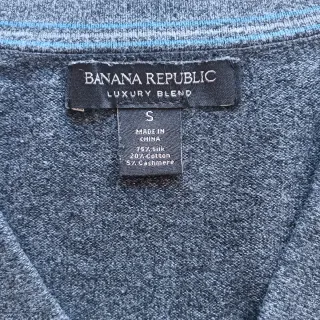 BANANA REPUBLIC
LUXURY BLEND
S
MADE IN
CHINA
75% Silk
20% Cotton
5% Cashmere